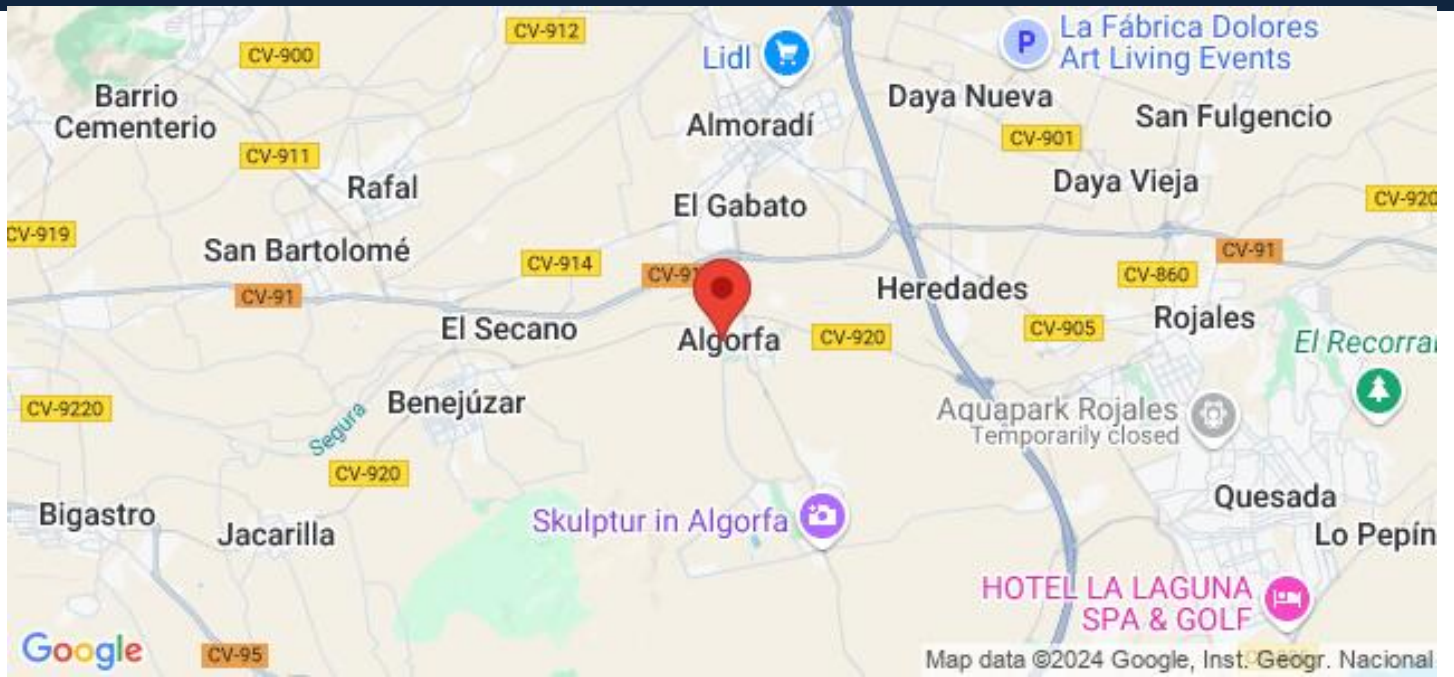 CV-912
La Fábrica Dolores
Art Living Events
P
Lidl
CV-900
Barrio
Cementerio
Daya Nueva
San Fulgencio
Almoradí
CV-901
CV-911
Rafal
Daya Vieja
CV-920
El Gabato
CV-919
San Bartolomé
CV-91
CV-914
CV-91
CV-860
Heredades
CV-91
El Secano
Algorfa
CV-920
CV-905
Rojales
El Recorral
Benejúzar
CV-9220
Segura
Aquapark Rojales
Temporarily closed
CV-920
Quesada
Bigastro
Jacarilla
Skulptur in Algorfa
Lo Pepín
HOTEL LA LAGUNA
SPA & GOLF
Google
CV-95
Map data ©2024 Google, Inst. Geogr. Nacional